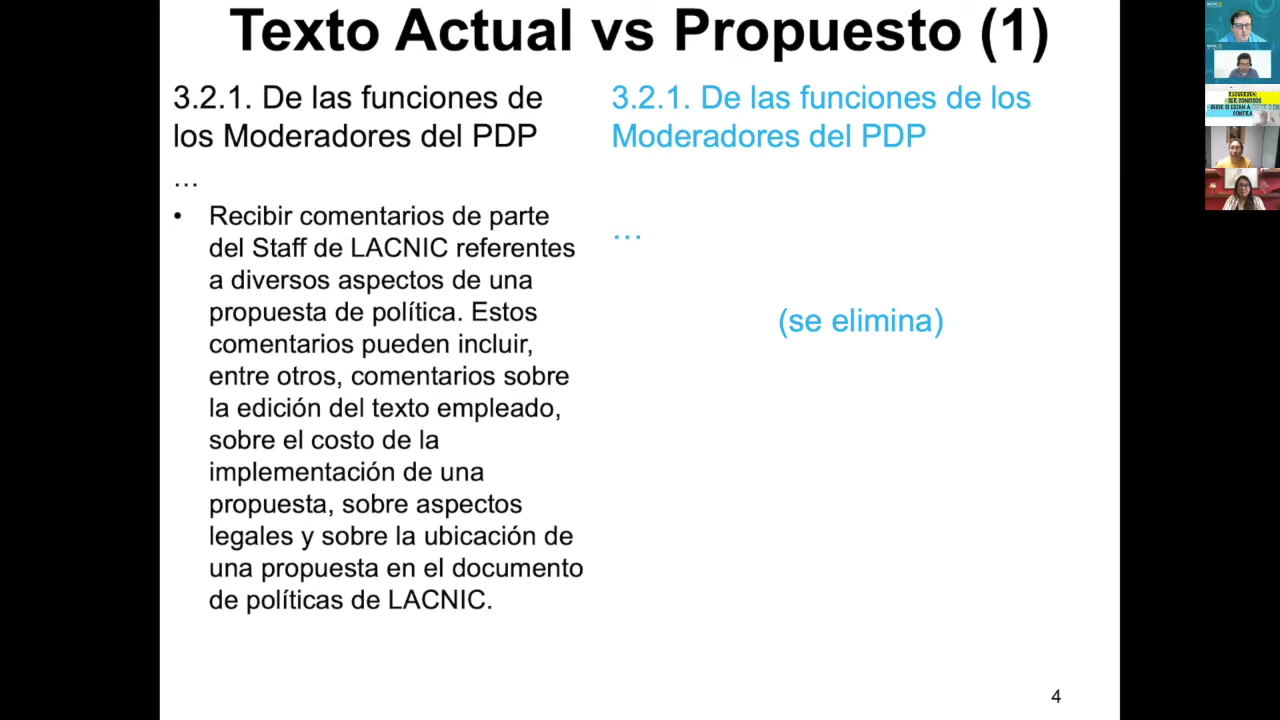 Texto Actual vs Propuesto (1)
3.2.1. De las funciones de
los Moderadores del PDP
…
• Recibir comentarios de parte
del Staff de LACNIC referentes
a diversos aspectos de una
propuesta de política. Estos
comentarios pueden incluir,
entre otros, comentarios sobre
la edición del texto empleado,
sobre el costo de la
implementación de una
propuesta, sobre aspectos
legales y sobre la ubicación de
una propuesta en el documento
de políticas de LACNIC.
3.2.1. De las funciones de los
Moderadores del PDP
…
(se elimina)
4
RECUERDEN:
SER CONCISOS
CONTRA